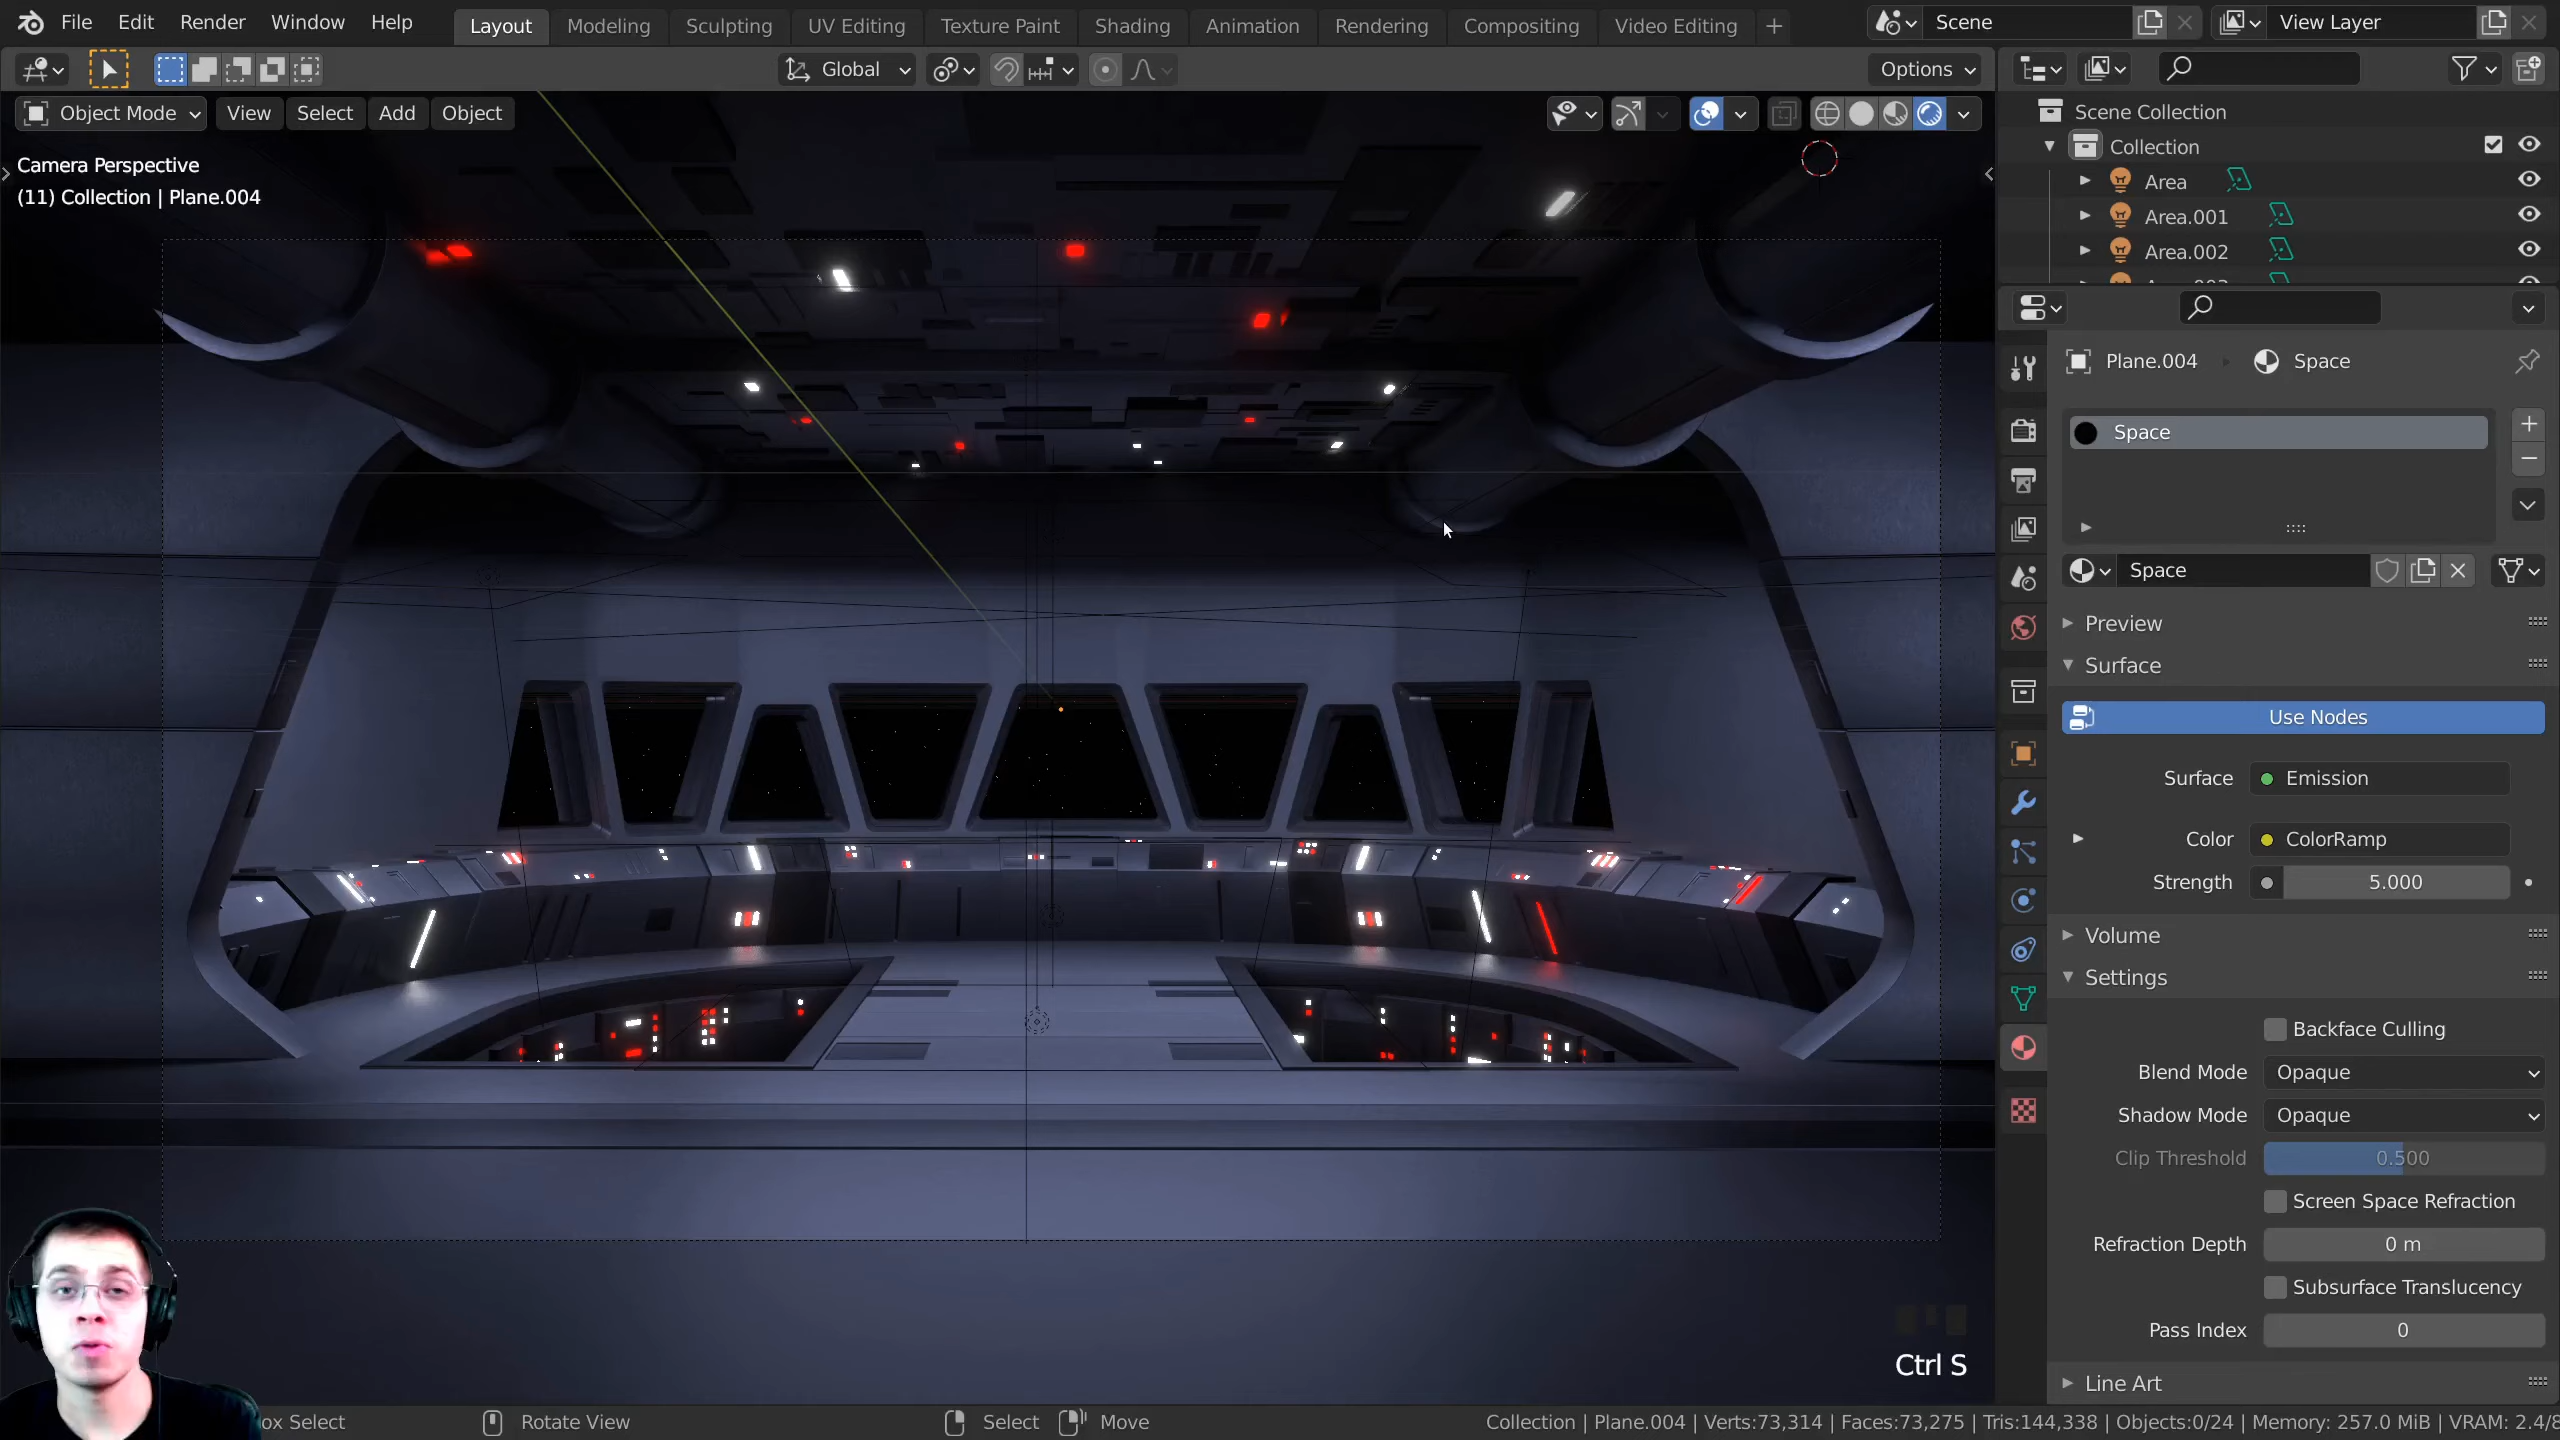 File Edit Render Window Help Layout Modeling Sculpting UV Editing Texture Paint Shading Animation Rendering Compositing Video Editing + Scene View Layer
Global Options
Object Mode View Select Add Object
Camera Perspective
(11) Collection | Plane.004
Scene Collection
Collection
Area
Area.001
Area.002
Plane.004 Space
Space
Space
Preview
Surface
Use Nodes
Surface Emission
Color ColorRamp
Strength 5.000
Volume
Settings
Backface Culling
Blend Mode Opaque
Shadow Mode Opaque
Clip Threshold 0.500
Screen Space Refraction
Refraction Depth 0 m
Subsurface Translucency
Pass Index 0
Line Art
Ctrl S
ox Select Rotate View Select Move Collection | Plane.004 | Verts:73,314 | Faces:73,275 | Tris:144,338 | Objects:0/24 | Memory: 257.0 MiB | VRAM: 2.4/8